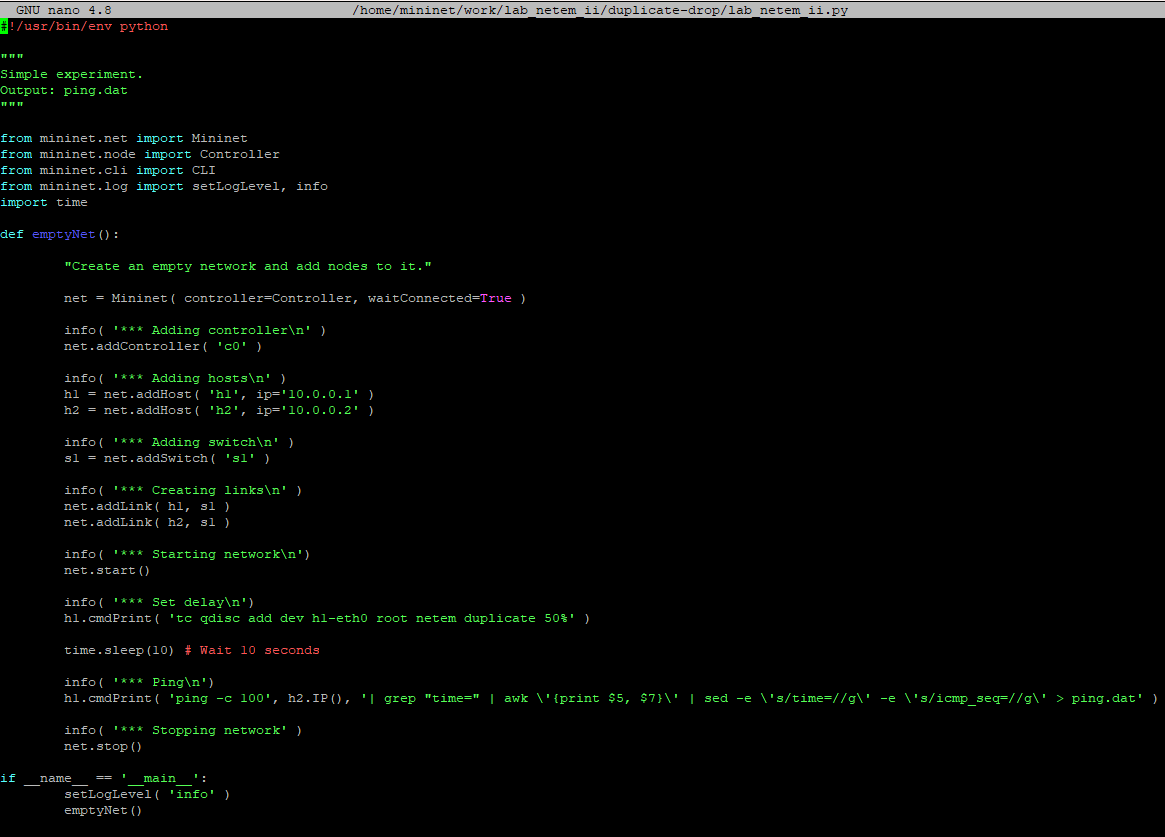 GNU nano 4.8 /home/mininet/work/lab_netem_ii/duplicate-drop/lab_netem_ii.py
#!/usr/bin/env python
"""
Simple experiment.
Output: ping.dat
"""
from mininet.net import Mininet
from mininet.node import Controller
from mininet.cli import CLI
from mininet.log import setLogLevel, info
import time
def emptyNet():
"Create an empty network and add nodes to it."
net = Mininet( controller=Controller, waitConnected=True )
info( '*** Adding controller\n' )
net.addController( 'c0' )
info( '*** Adding hosts\n' )
h1 = net.addHost( 'h1', ip='10.0.0.1' )
h2 = net.addHost( 'h2', ip='10.0.0.2' )
info( '*** Adding switch\n' )
s1 = net.addSwitch( 's1' )
info( '*** Creating links\n' )
net.addLink( h1, s1 )
net.addLink( h2, s1 )
info( '*** Starting network\n')
net.start()
info( '*** Set delay\n')
h1.cmdPrint( 'tc qdisc add dev h1-eth0 root netem duplicate 50%' )
time.sleep(10) # Wait 10 seconds
info( '*** Ping\n')
h1.cmdPrint( 'ping -c 100', h2.IP(), '| grep "time=" | awk \'{print $5, $7}\' | sed -e \'s/time=//g\' -e \'s/icmp_seq=//g\' > ping.dat' )
info( '*** Stopping network' )
net.stop()
if __name__ == '__main__':
setLogLevel( 'info' )
emptyNet()